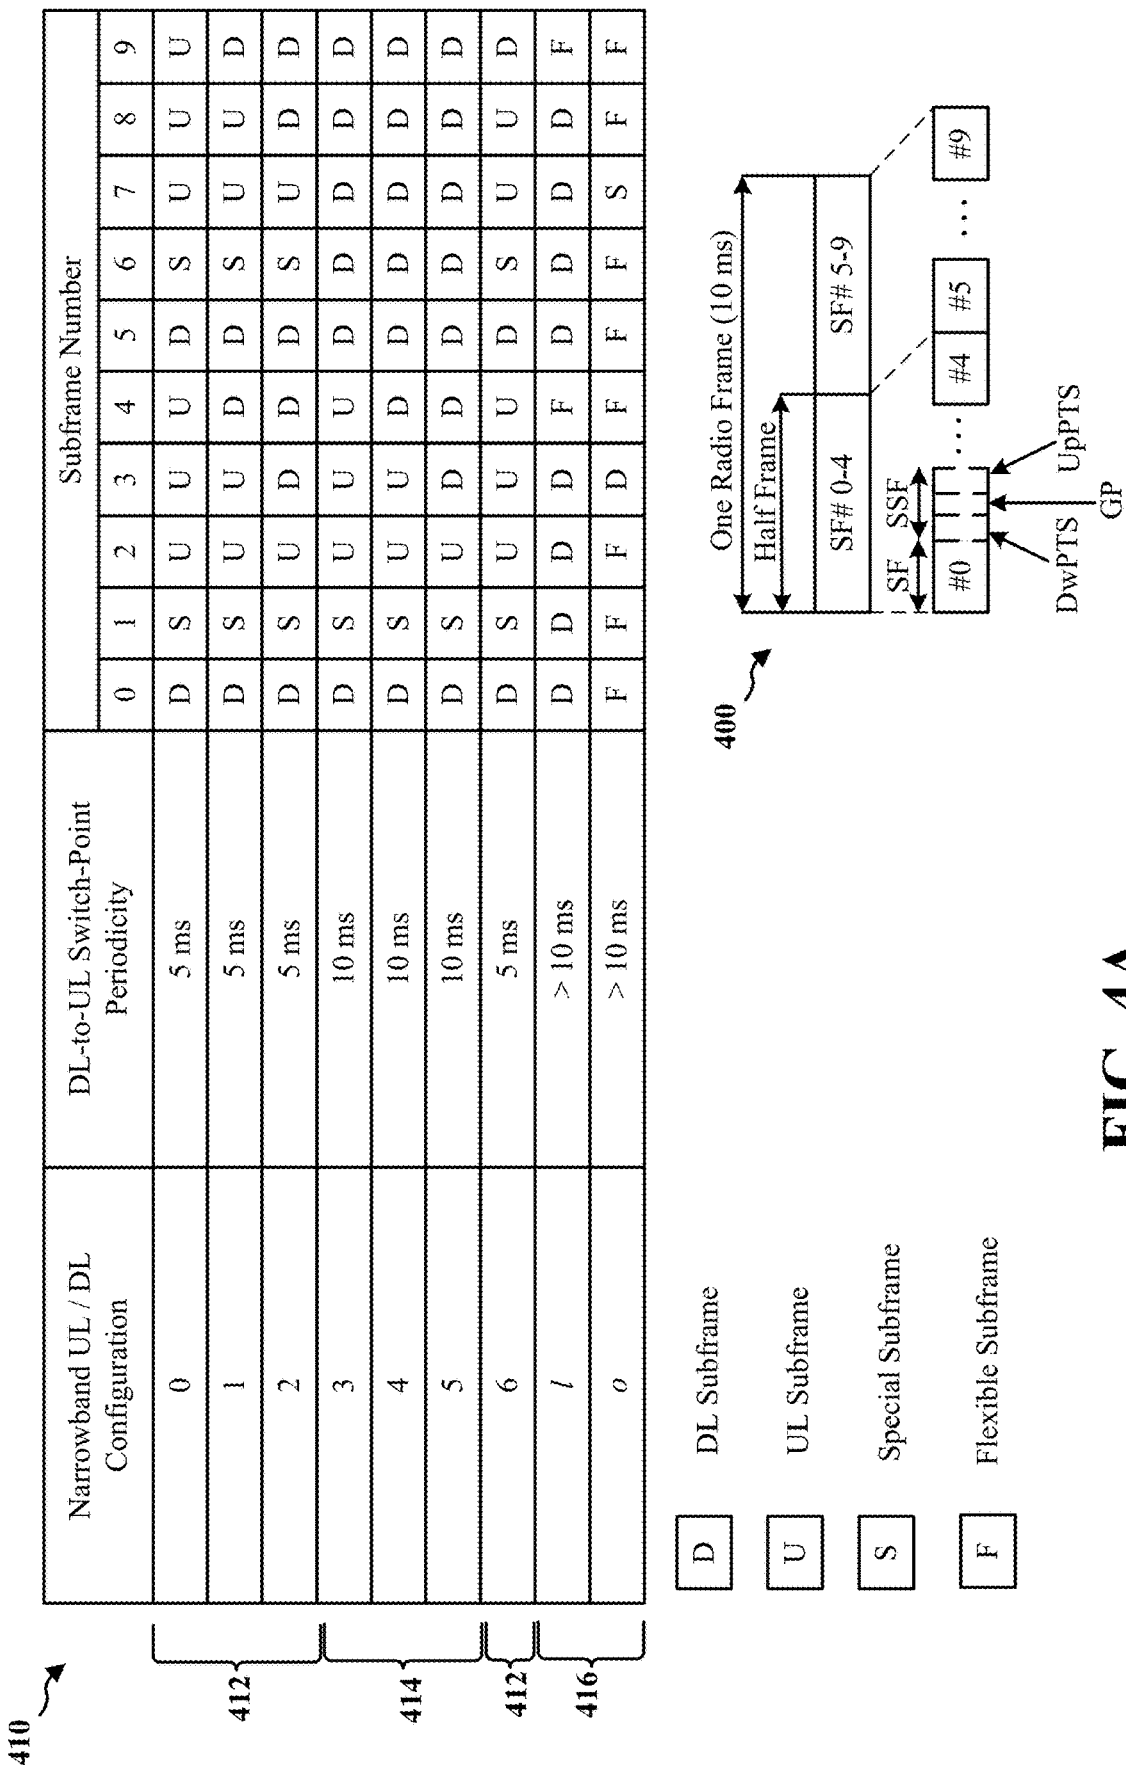 410
Narrowband UL / DL Configuration | DL-to-UL Switch-Point Periodicity | Subframe Number
0 1 2 3 4 5 6 7 8 9
0 | 5 ms | D S U U U D S U U U
1 | 5 ms | D S U U D D S U U D
2 | 5 ms | D S U D D D S U D D
3 | 10 ms | D S U U U D D D D D
4 | 10 ms | D S U U D D D D D D
5 | 10 ms | D S U D D D D D D D
6 | 5 ms | D S U U U D S U U D
l | > 10 ms | D D D D F D D D D F
o | > 10 ms | F F F D F F F S F F
412
414
412
416
D DL Subframe
U UL Subframe
S Special Subframe
F Flexible Subframe
400
One Radio Frame (10 ms)
Half Frame
SF# 0-4 SF# 5-9
SF SSF
#0 ... #4 #5 ... #9
DwPTS GP UpPTS
FIG. 4A